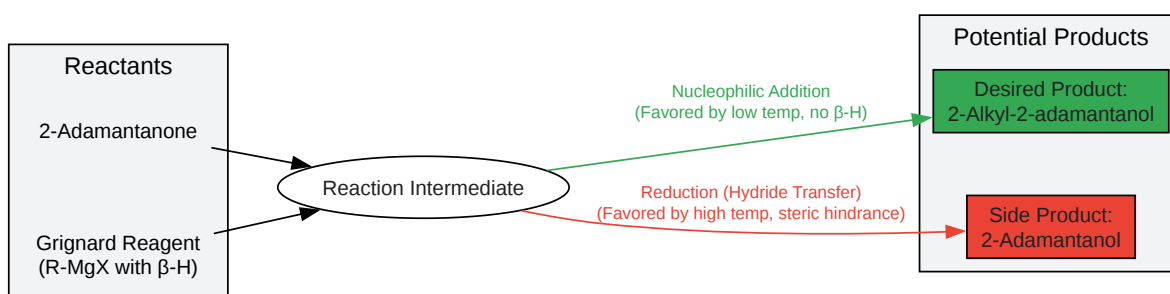 Reactants
2-Adamantanone
Grignard Reagent
(R-MgX with β-H)
Reaction Intermediate
Nucleophilic Addition
(Favored by low temp, no β-H)
Reduction (Hydride Transfer)
(Favored by high temp, steric hindrance)
Potential Products
Desired Product:
2-Alkyl-2-adamantanol
Side Product:
2-Adamantanol